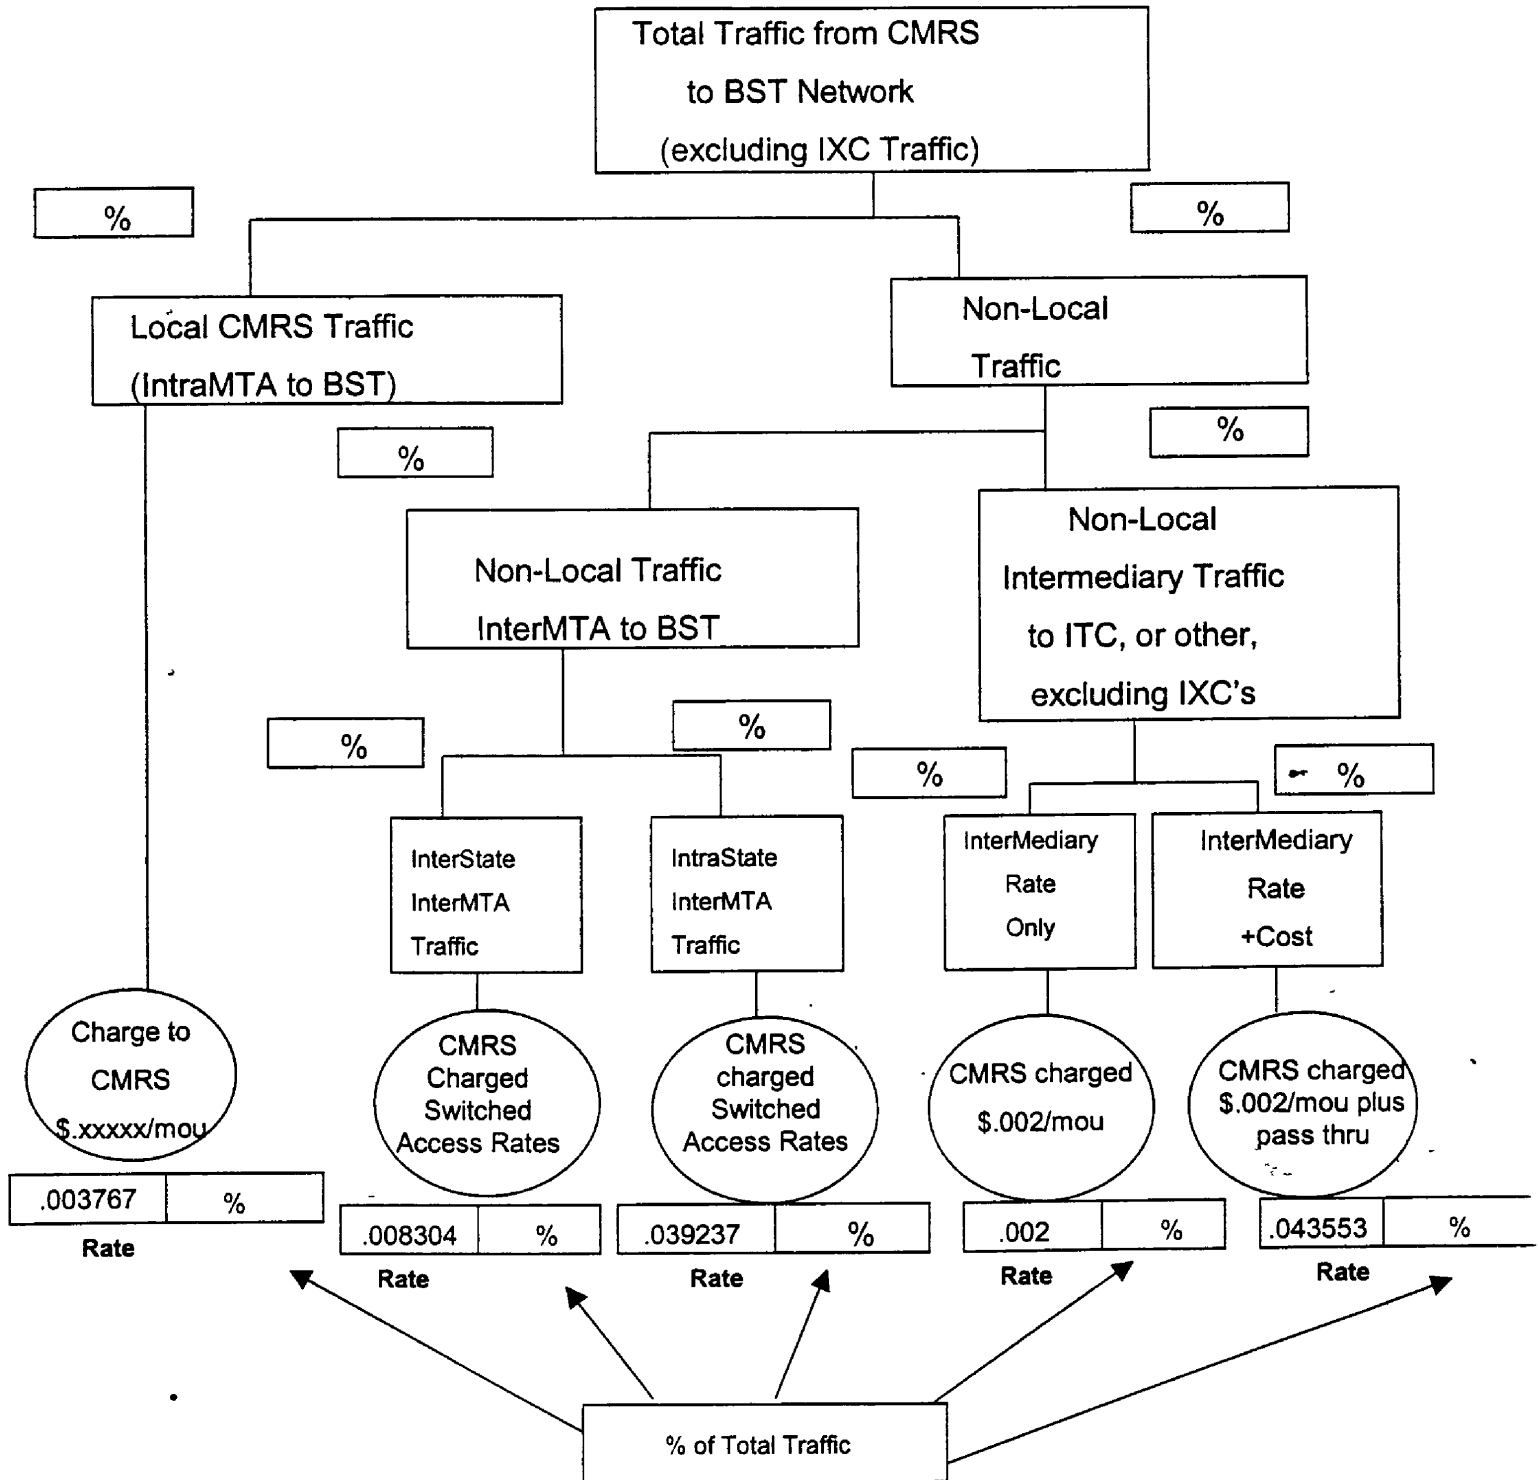 Total Traffic from CMRS
to BST Network
(excluding IXC Traffic)
%
%
Local CMRS Traffic
(IntraMTA to BST)
Non-Local
Traffic
%
%
Non-Local Traffic
InterMTA to BST
Non-Local
Intermediary Traffic
to ITC, or other,
excluding IXC's
%
%
%
%
InterState
InterMTA
Traffic
IntraState
InterMTA
Traffic
InterMediary
Rate
Only
InterMediary
Rate
+Cost
Charge to
CMRS
$.xxxxx/mou
CMRS
Charged
Switched
Access Rates
CMRS
charged
Switched
Access Rates
CMRS charged
$.002/mou
CMRS charged
$.002/mou plus
pass thru
.003767 %
Rate
.008304 %
Rate
.039237 %
Rate
.002 %
Rate
.043553 %
Rate
% of Total Traffic